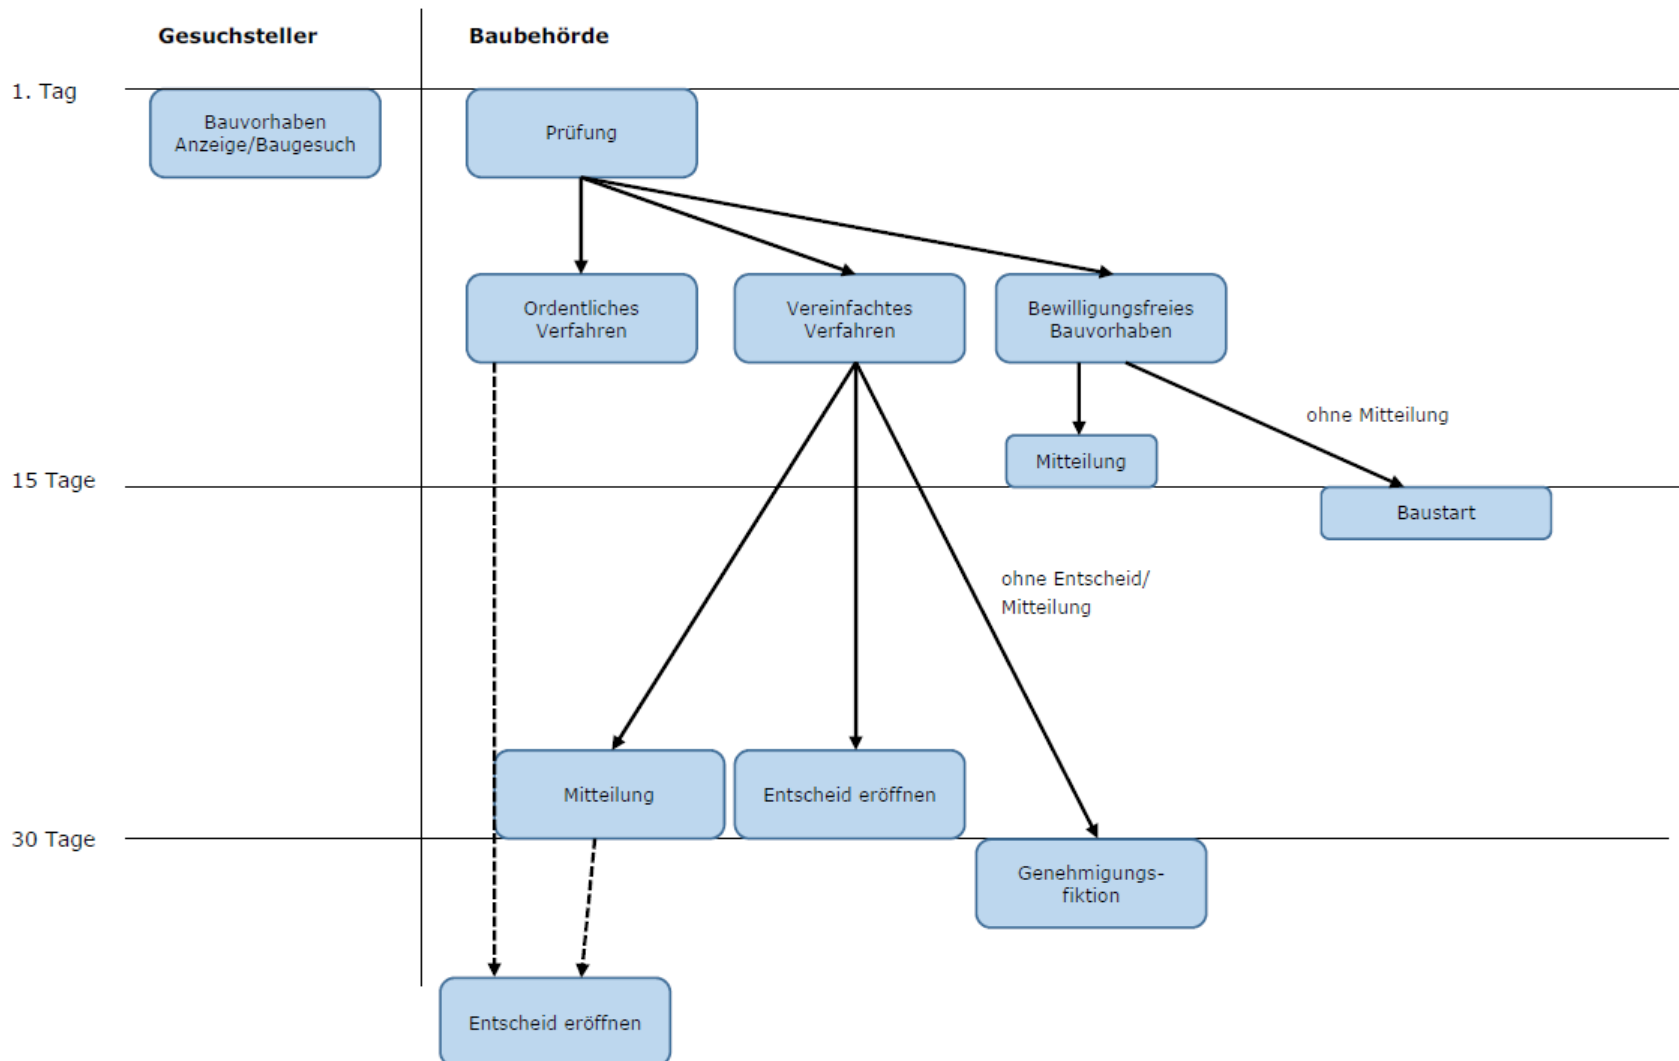 Gesuchsteller
Baubehörde
1. Tag
Bauvorhaben
Anzeige/Baugesuch
Prüfung
Ordentliches
Verfahren
Vereinfachtes
Verfahren
Bewilligungsfreies
Bauvorhaben
ohne Mitteilung
Mitteilung
15 Tage
Baustart
ohne Entscheid/
Mitteilung
Mitteilung
Entscheid eröffnen
30 Tage
Genehmigungs-
fiktion
Entscheid eröffnen